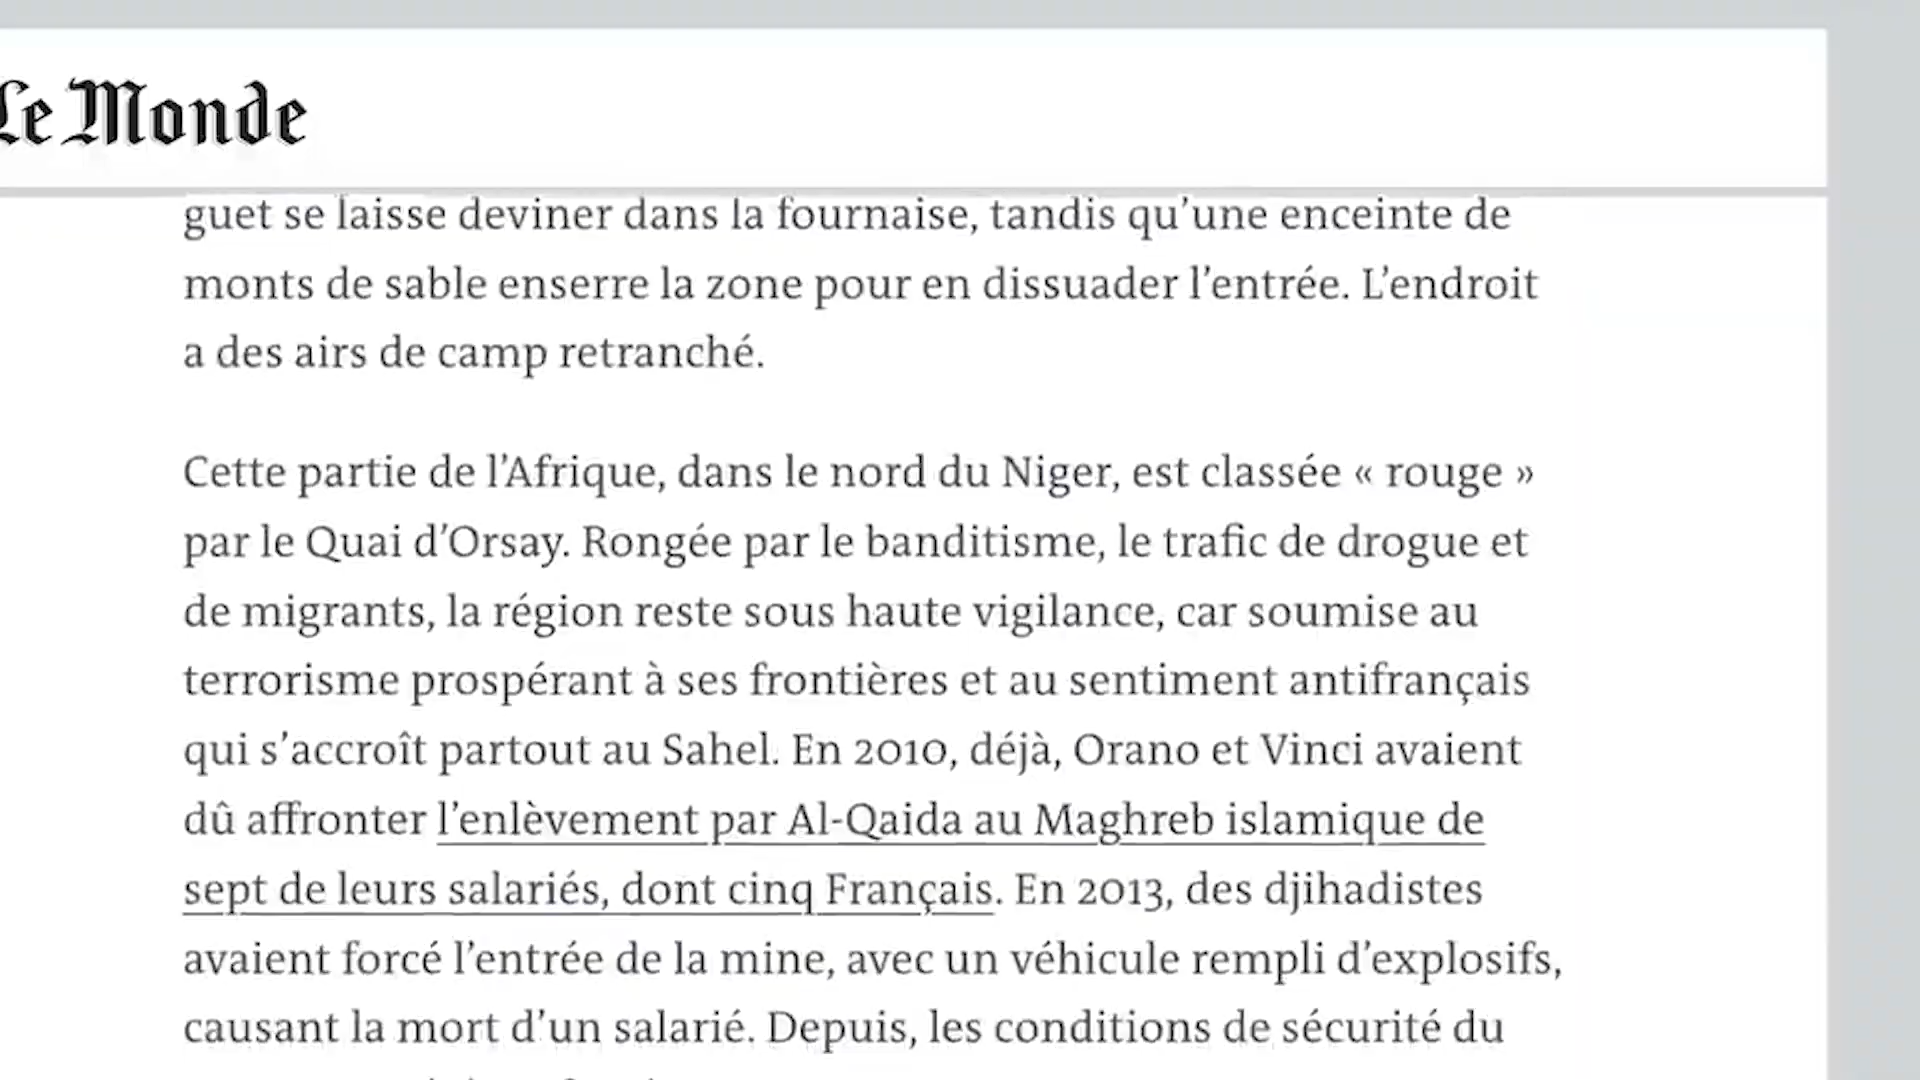 Le Monde
guet se laisse deviner dans la fournaise, tandis qu’une enceinte de
monts de sable enserre la zone pour en dissuader l’entrée. L’endroit
a des airs de camp retranché.
Cette partie de l’Afrique, dans le nord du Niger, est classée « rouge »
par le Quai d’Orsay. Rongée par le banditisme, le trafic de drogue et
de migrants, la région reste sous haute vigilance, car soumise au
terrorisme prospérant à ses frontières et au sentiment antifrançais
qui s’accroît partout au Sahel. En 2010, déjà, Orano et Vinci avaient
dû affronter l’enlèvement par Al-Qaida au Maghreb islamique de
sept de leurs salariés, dont cinq Français. En 2013, des djihadistes
avaient forcé l’entrée de la mine, avec un véhicule rempli d’explosifs,
causant la mort d’un salarié. Depuis, les conditions de sécurité du